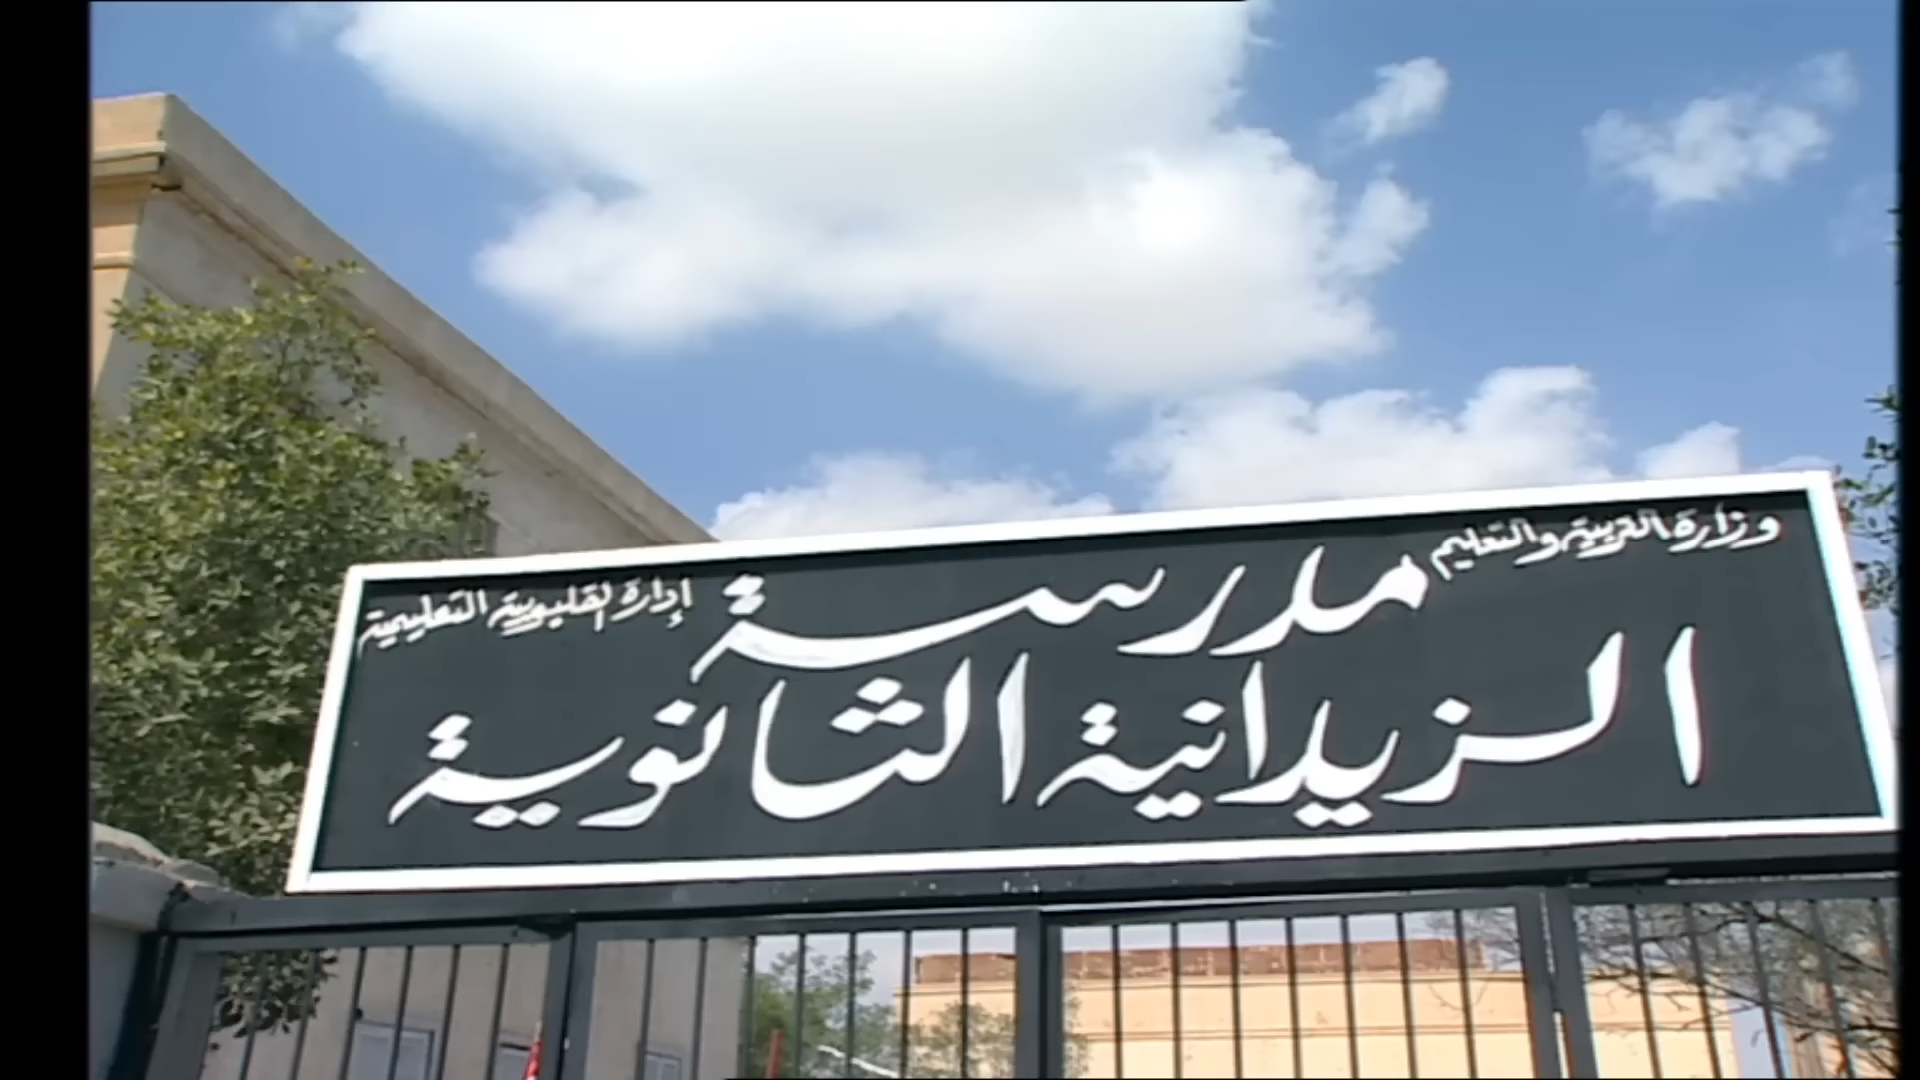 وزارة التربية والتعليم
إدارة القليوبية التعليمية
مدرسة
الزيدانية الثانوية